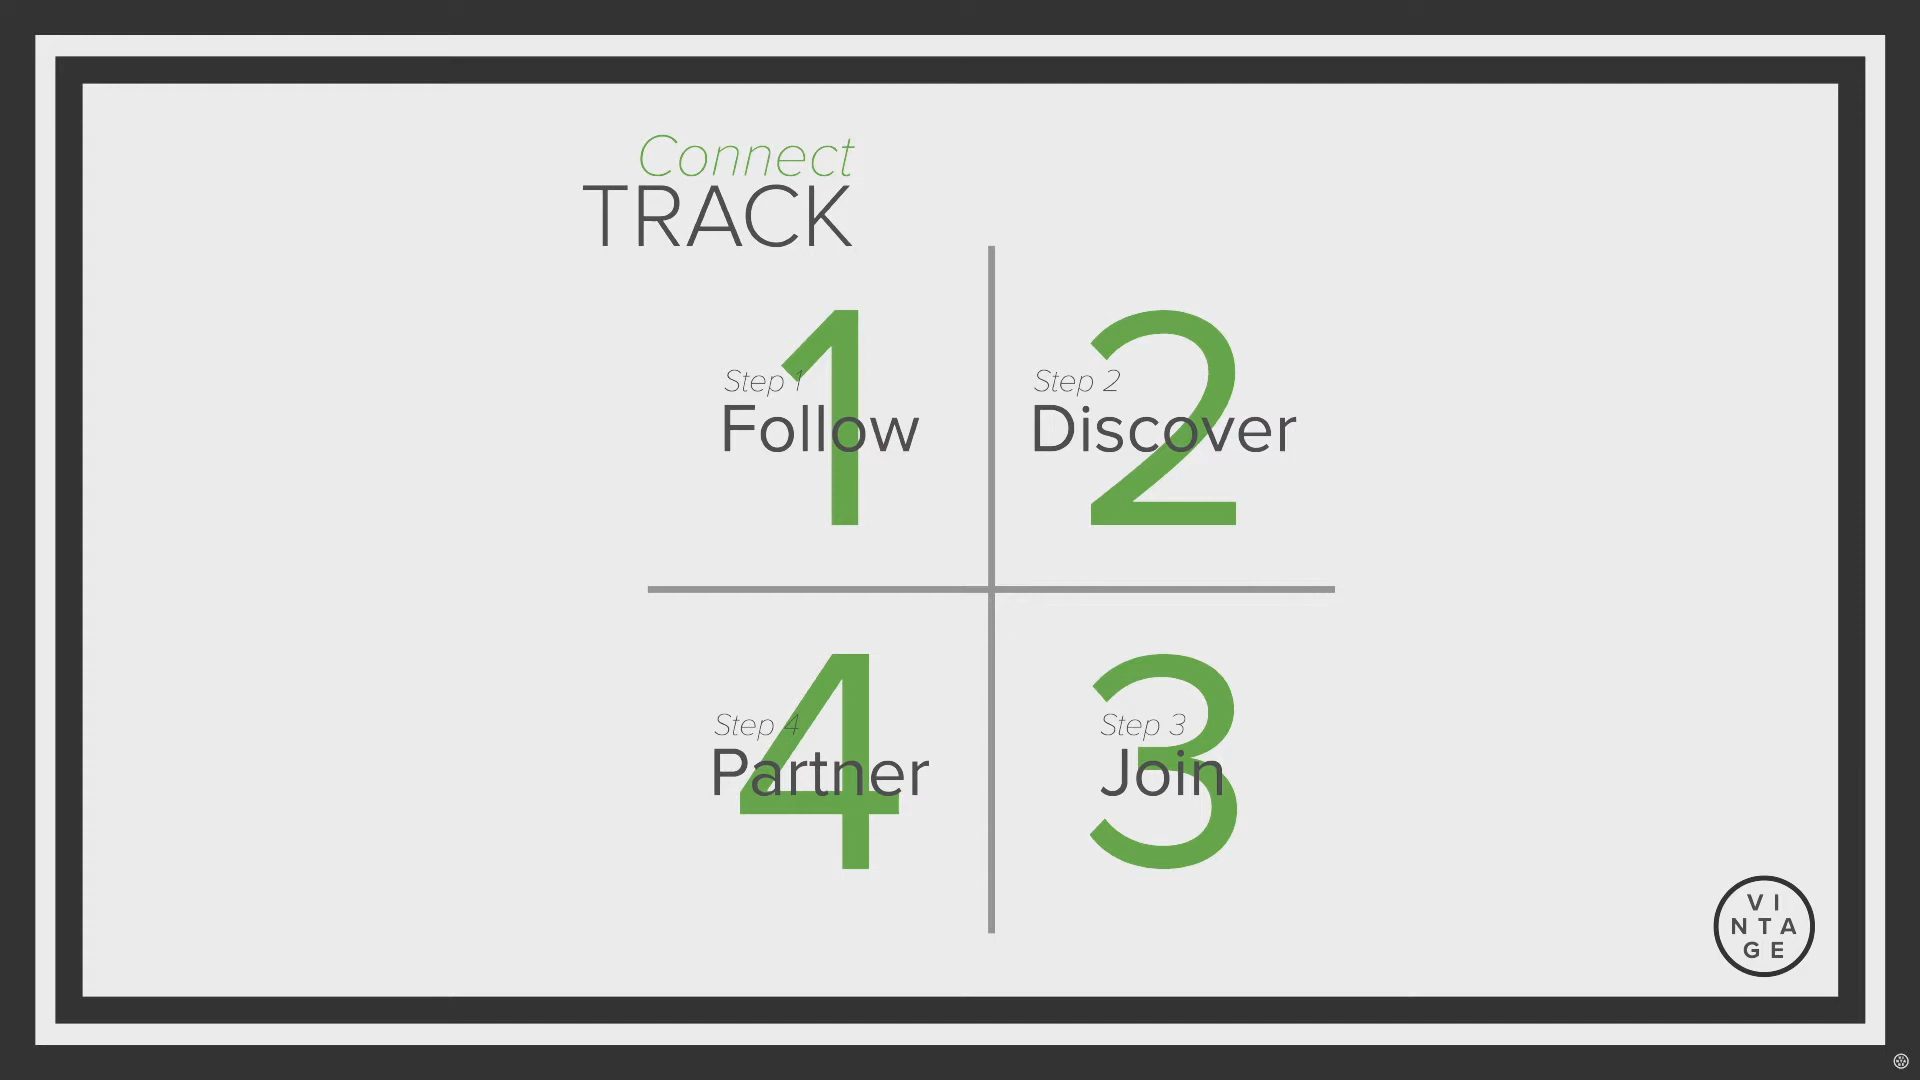 Connect
TRACK
1
Step 1
Follow
2
Step 2
Discover
4
Step 4
Partner
3
Step 3
Join
VI
NTA
GE